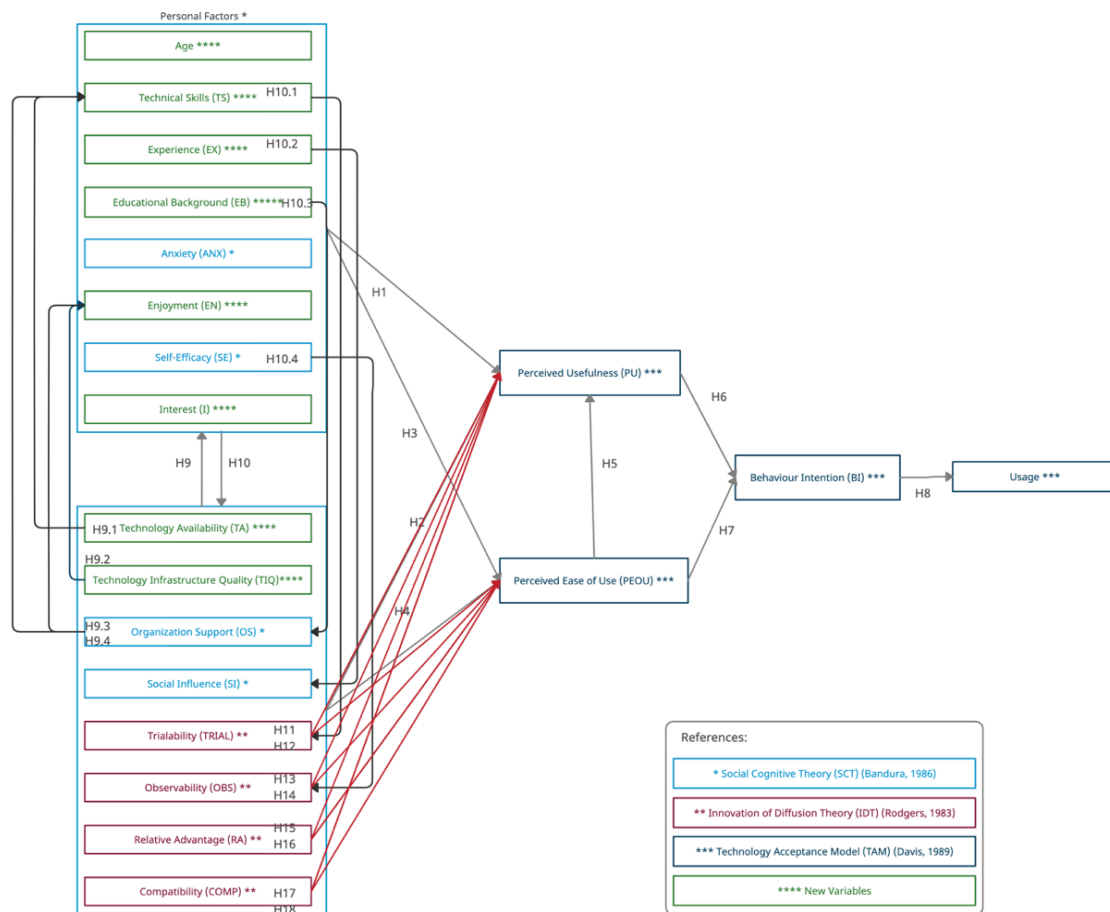 Personal Factors *
Age ****
Technical Skills (TS) ****
H10.1
Experience (EX) ****
H10.2
Educational Background (EB) *****
H10.3
Anxiety (ANX) *
Enjoyment (EN) ****
Self-Efficacy (SE) *
H10.4
Interest (I) ****
H9
H10
H1
H3
H2
H4
Perceived Usefulness (PU) ***
H5
Perceived Ease of Use (PEOU) ***
H6
H7
Behaviour Intention (BI) ***
H8
Usage ***
H9.1
Technology Availability (TA) ****
H9.2
Technology Infrastructure Quality (TIQ)****
H9.3
H9.4
Organization Support (OS) *
Social Influence (SI) *
Trialability (TRIAL) **
H11
H12
Observability (OBS) **
H13
H14
Relative Advantage (RA) **
H15
H16
Compatibility (COMP) **
H17
H18
References:
* Social Cognitive Theory (SCT) (Bandura, 1986)
** Innovation of Diffusion Theory (IDT) (Rodgers, 1983)
*** Technology Acceptance Model (TAM) (Davis, 1989)
**** New Variables